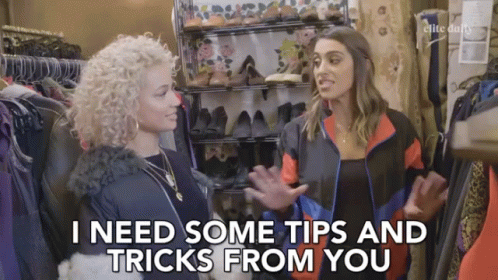 elite daily
I NEED SOME TIPS AND
TRICKS FROM YOU